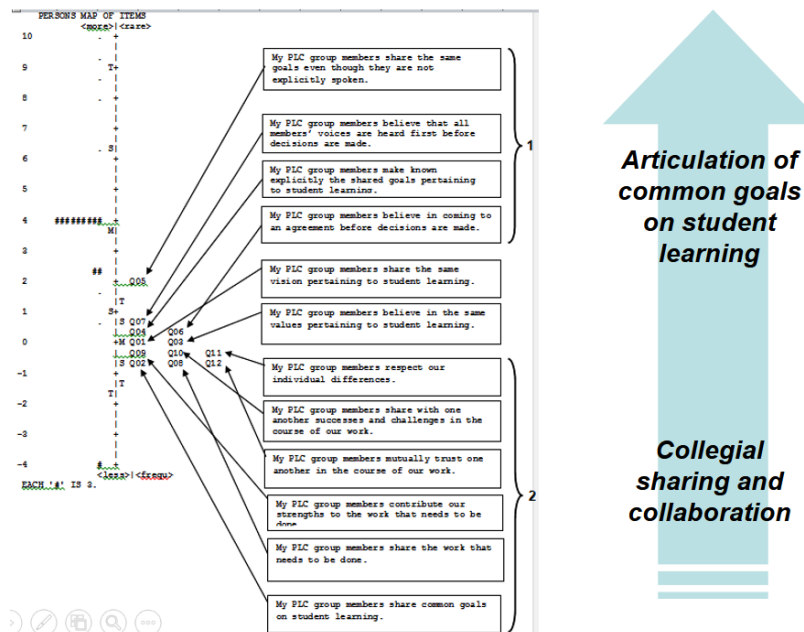 PERSONS MAP OF ITEMS
<more>|<rare>
10 . +
9 T+
.
8 . +
7 +
. S|
6 +
5 +
4 ######### +
M|
3 +
##
2 . + Q05
|T
1 S+
. |S Q07
Q04 Q06
0 +M Q01 Q03
Q09 Q10 Q11
-1 |S Q02 Q08 Q12
|T
T|
-2 +
-3 +
-4 # +
<less>|<frequ>
EACH '#' IS 3.
My PLC group members share the same
goals even though they are not
explicitly spoken.
My PLC group members believe that all
members' voices are heard first before
decisions are made.
My PLC group members make known
explicitly the shared goals pertaining
to student learning.
My PLC group members believe in coming to
an agreement before decisions are made.
My PLC group members share the same
vision pertaining to student learning.
My PLC group members believe in the same
values pertaining to student learning.
My PLC group members respect our
individual differences.
My PLC group members share with one
another successes and challenges in the
course of our work.
My PLC group members mutually trust one
another in the course of our work.
My PLC group members contribute our
strengths to the work that needs to be
done
My PLC group members share the work that
needs to be done.
My PLC group members share common goals
on student learning.
1
2
Articulation of
common goals
on student
learning
Collegial
sharing and
collaboration